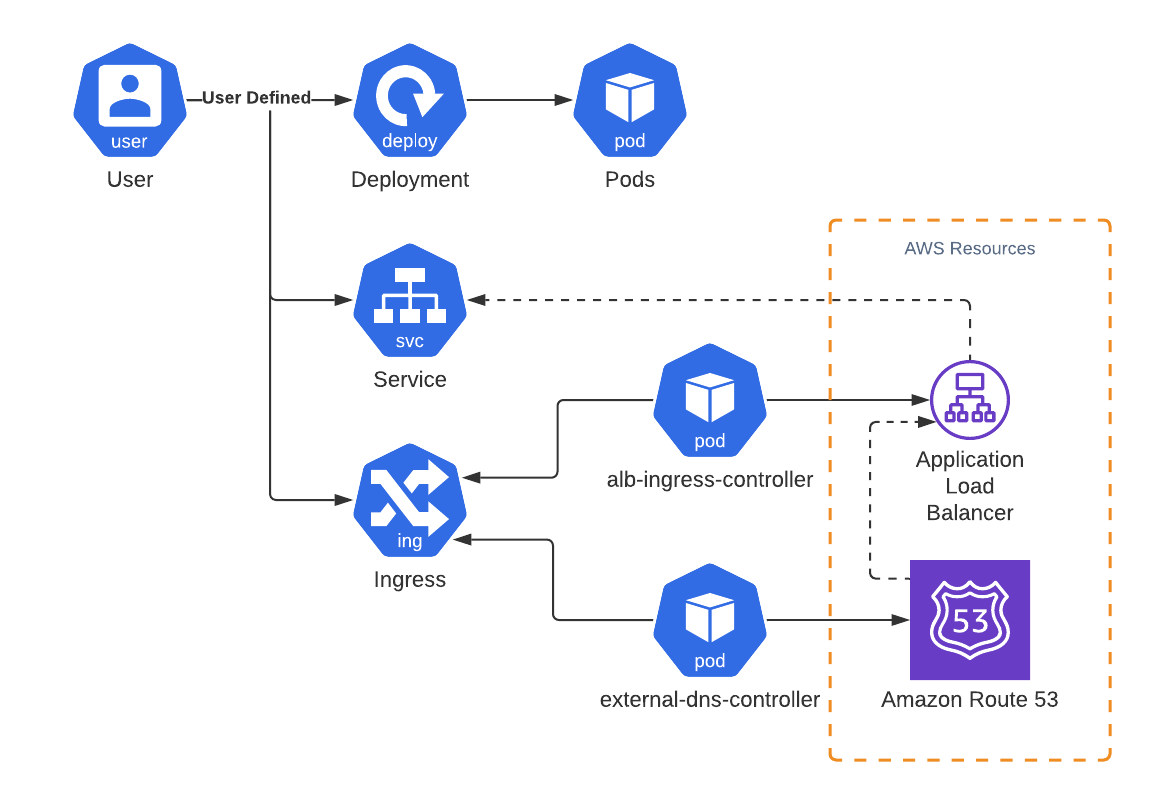 User Defined
user
deploy
pod
User
Deployment
Pods
AWS Resources
svc
Service
pod
alb-ingress-controller
Application
Load
Balancer
ing
Ingress
53
pod
external-dns-controller
Amazon Route 53